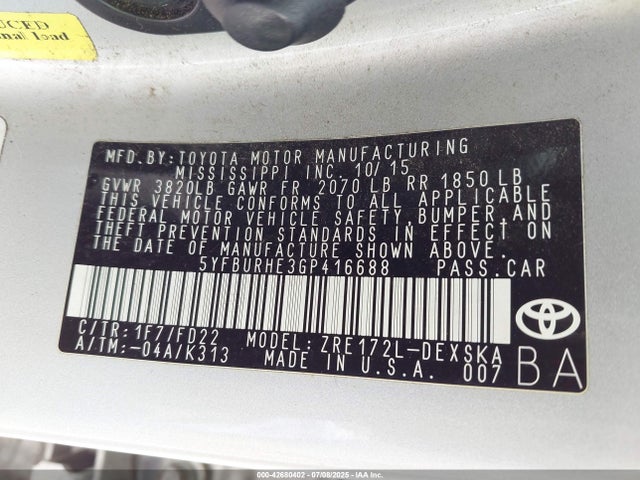 UCED
nal load
MFD. BY: TOYOTA MOTOR MANUFACTURING
MISSISSIPPI INC. 10/15
GVWR 3820LB GAWR FR 2070 LB RR 1850 LB
THIS VEHICLE CONFORMS TO ALL APPLICABLE
FEDERAL MOTOR VEHICLE SAFETY, BUMPER, AND
THEFT PREVENTION STANDARDS IN EFFECT ON
THE DATE OF MANUFACTURE SHOWN ABOVE.
5YFBURHE3GP416688 PASS. CAR
C/TR: 1F7/FD22 MODEL: ZRE172L-DEXSKA
A/TM: -04A/K313 MADE IN U.S.A. 007 BA
000-42680402 - 07/08/2025 - IAA Inc.